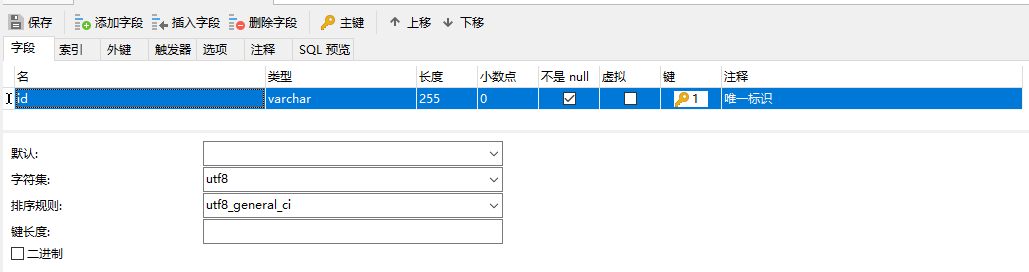 保存 添加字段 插入字段 删除字段 主键 上移 下移
字段 索引 外键 触发器 选项 注释 SQL 预览
名 类型 长度 小数点 不是 null 虚拟 键 注释
id varchar 255 0 1 唯一标识
默认:
字符集: utf8
排序规则: utf8_general_ci
键长度:
二进制